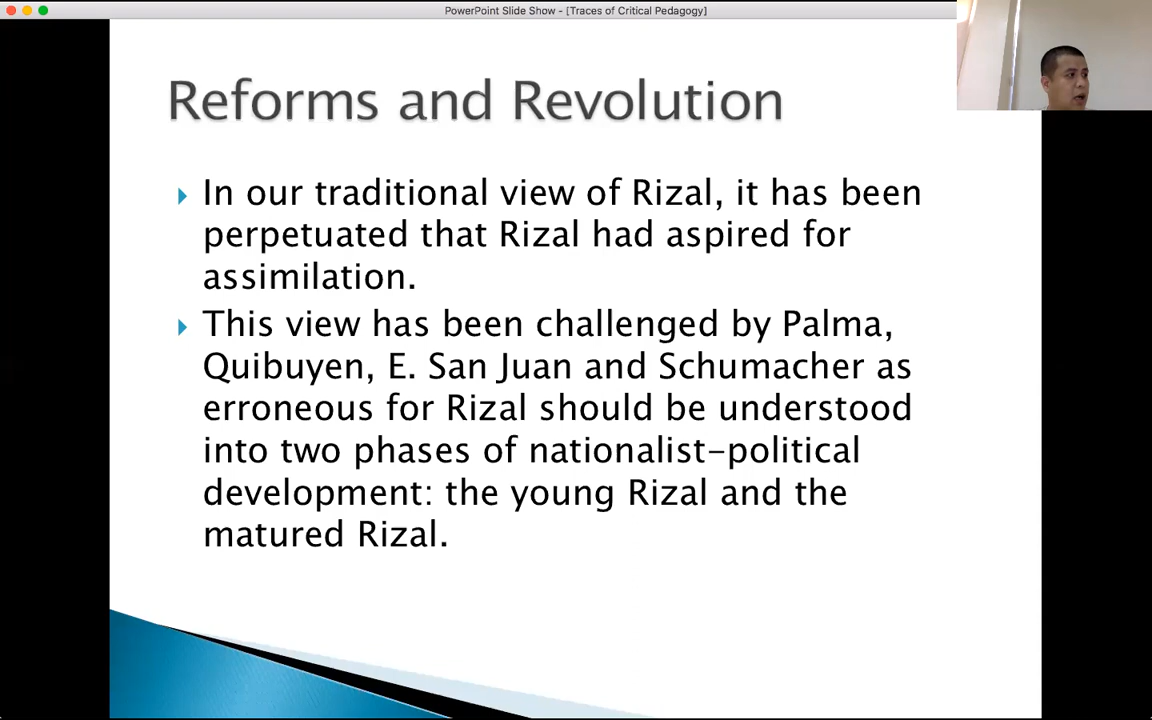 PowerPoint Slide Show - [Traces of Critical Pedagogy]
Reforms and Revolution
In our traditional view of Rizal, it has been
perpetuated that Rizal had aspired for
assimilation.
This view has been challenged by Palma,
Quibuyen, E. San Juan and Schumacher as
erroneous for Rizal should be understood
into two phases of nationalist-political
development: the young Rizal and the
matured Rizal.